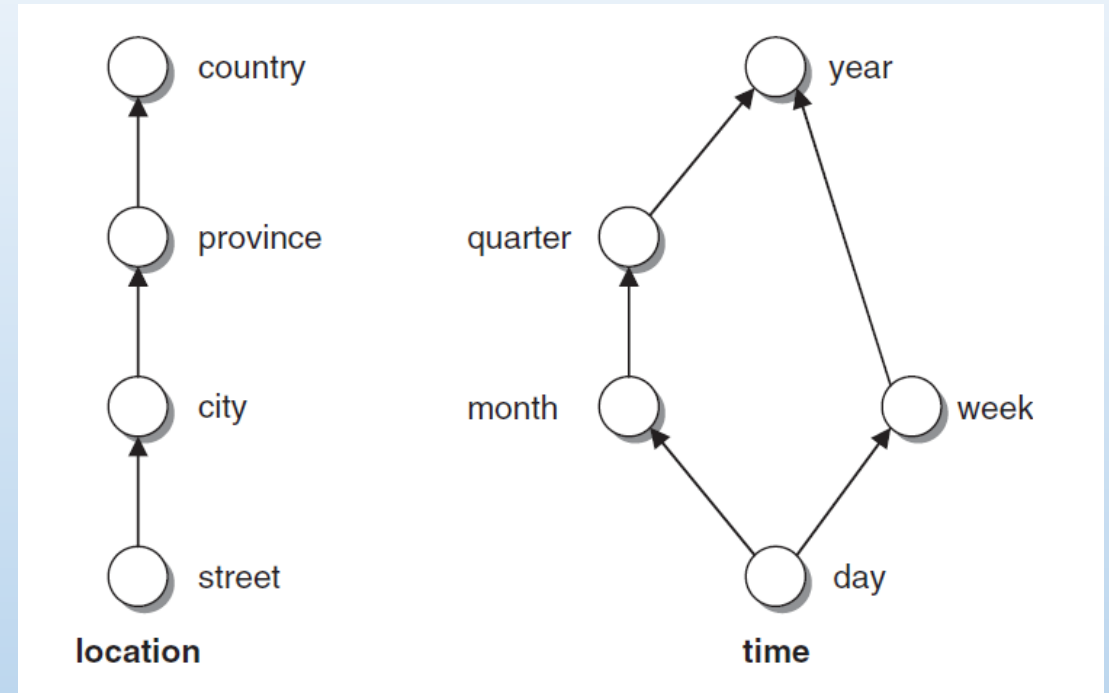 country
province
city
street
location
year
quarter
month
week
day
time